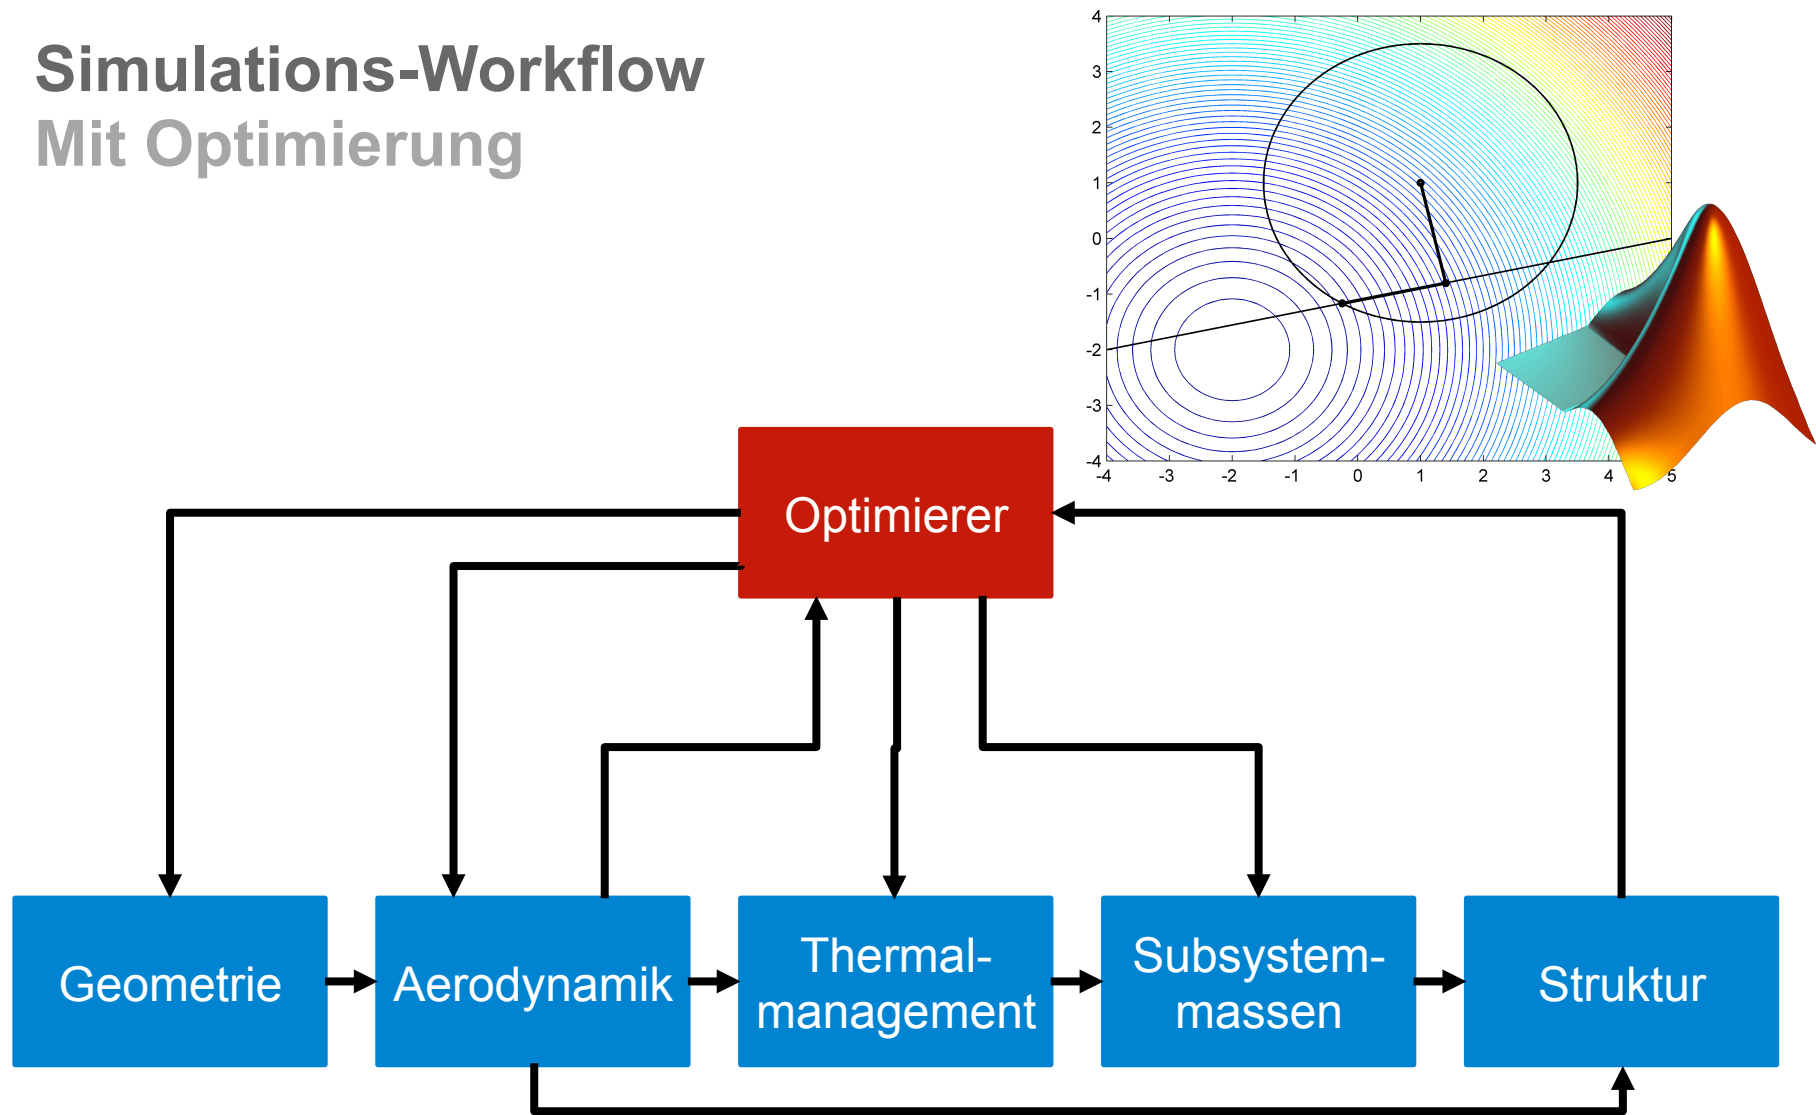 Simulations-Workflow
Mit Optimierung
4
3
2
1
0
-1
-2
-3
-4
-4 -3 -2 -1 0 1 2 3 4 5
Optimierer
Geometrie
Aerodynamik
Thermal-
management
Subsystem-
massen
Struktur